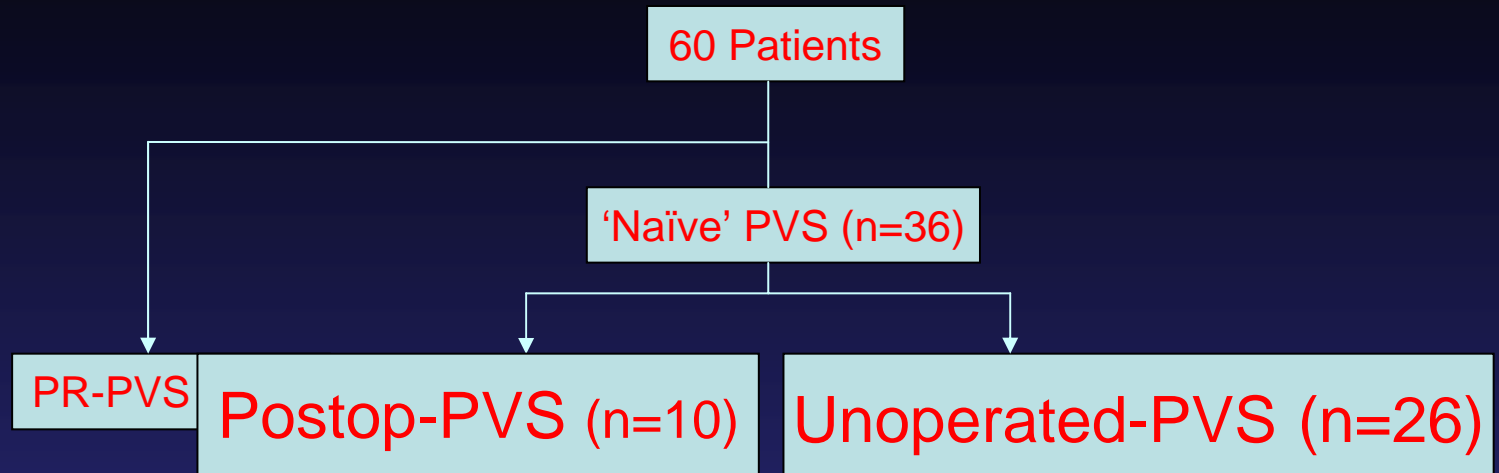 60 Patients
‘Naïve’ PVS (n=36)
PR-PVS
Postop-PVS (n=10)
Unoperated-PVS (n=26)